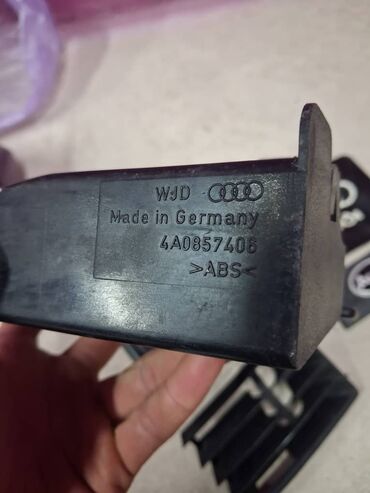 WJD
Made in Germany
4A0857406
>ABS<